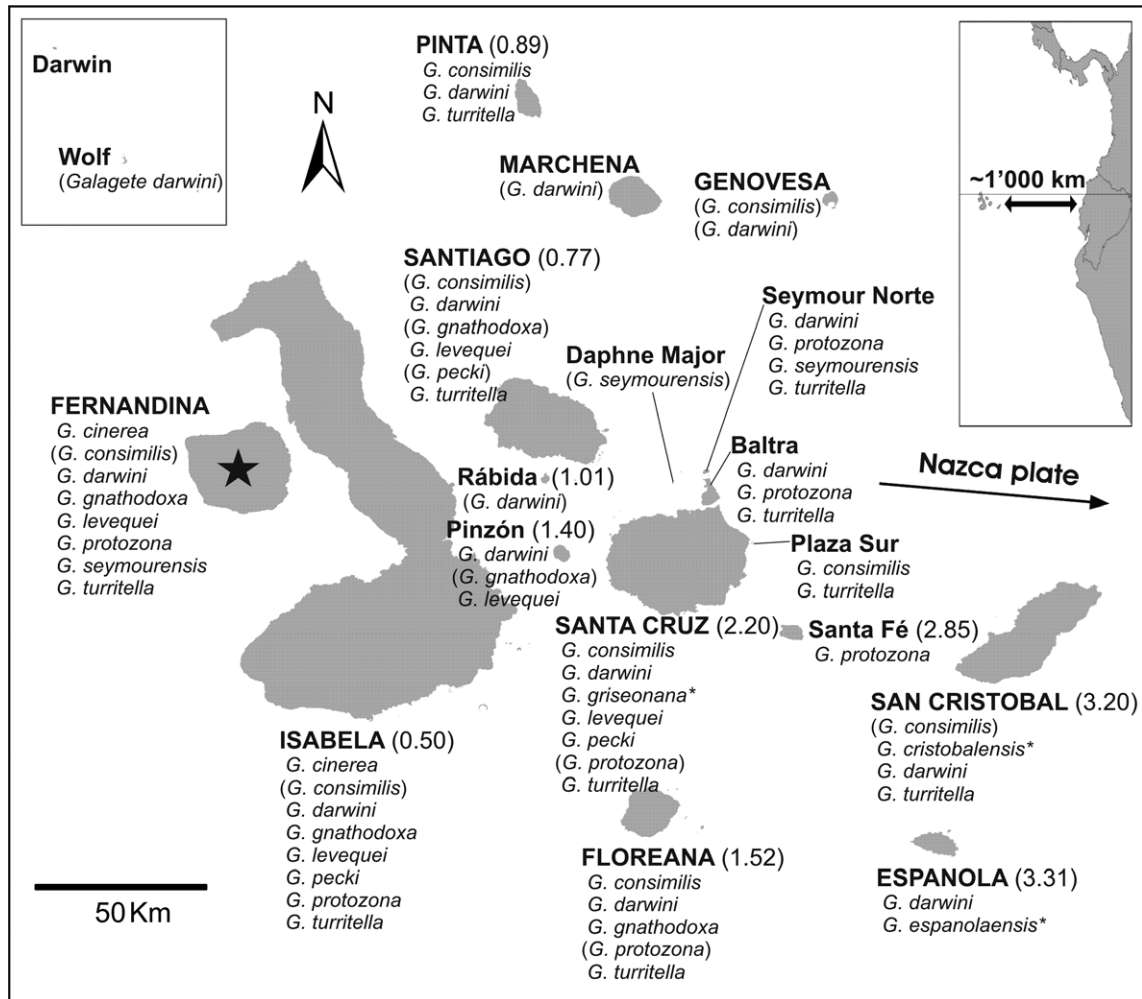 Darwin
Wolf
(Galagete darwini)
N
PINTA (0.89)
G. consimilis
G. darwini
G. turritella
MARCHENA
(G. darwini)
GENOVESA
(G. consimilis)
(G. darwini)
~1'000 km
SANTIAGO (0.77)
(G. consimilis)
G. darwini
(G. gnathodoxa)
G. levequei
(G. pecki)
G. turritella
Seymour Norte
G. darwini
G. protozona
G. seymourensis
G. turritella
Daphne Major
(G. seymourensis)
FERNANDINA
G. cinerea
(G. consimilis)
G. darwini
G. gnathodoxa
G. levequei
G. protozona
G. seymourensis
G. turritella
Rábida (1.01)
(G. darwini)
Baltra
G. darwini
G. protozona
G. turritella
Nazca plate
Pinzón (1.40)
G. darwini
(G. gnathodoxa)
G. levequei
Plaza Sur
G. consimilis
G. turritella
SANTA CRUZ (2.20)
G. consimilis
G. darwini
G. griseonana*
G. levequei
G. pecki
(G. protozona)
G. turritella
Santa Fé (2.85)
G. protozona
SAN CRISTOBAL (3.20)
(G. consimilis)
G. cristobalensis*
G. darwini
G. turritella
ISABELA (0.50)
G. cinerea
(G. consimilis)
G. darwini
G. gnathodoxa
G. levequei
G. pecki
G. protozona
G. turritella
FLOREANA (1.52)
G. consimilis
G. darwini
G. gnathodoxa
(G. protozona)
G. turritella
ESPANOLA (3.31)
G. darwini
G. espanolaensis*
50 Km